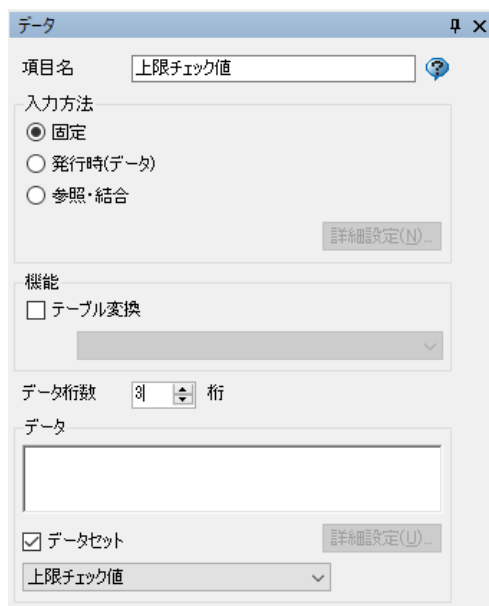 データ
項目名 上限チェック値
入力方法
固定
発行時(データ)
参照・結合
詳細設定(N)...
機能
テーブル変換
データ桁数 3 桁
データ
データセット 詳細設定(U)...
上限チェック値